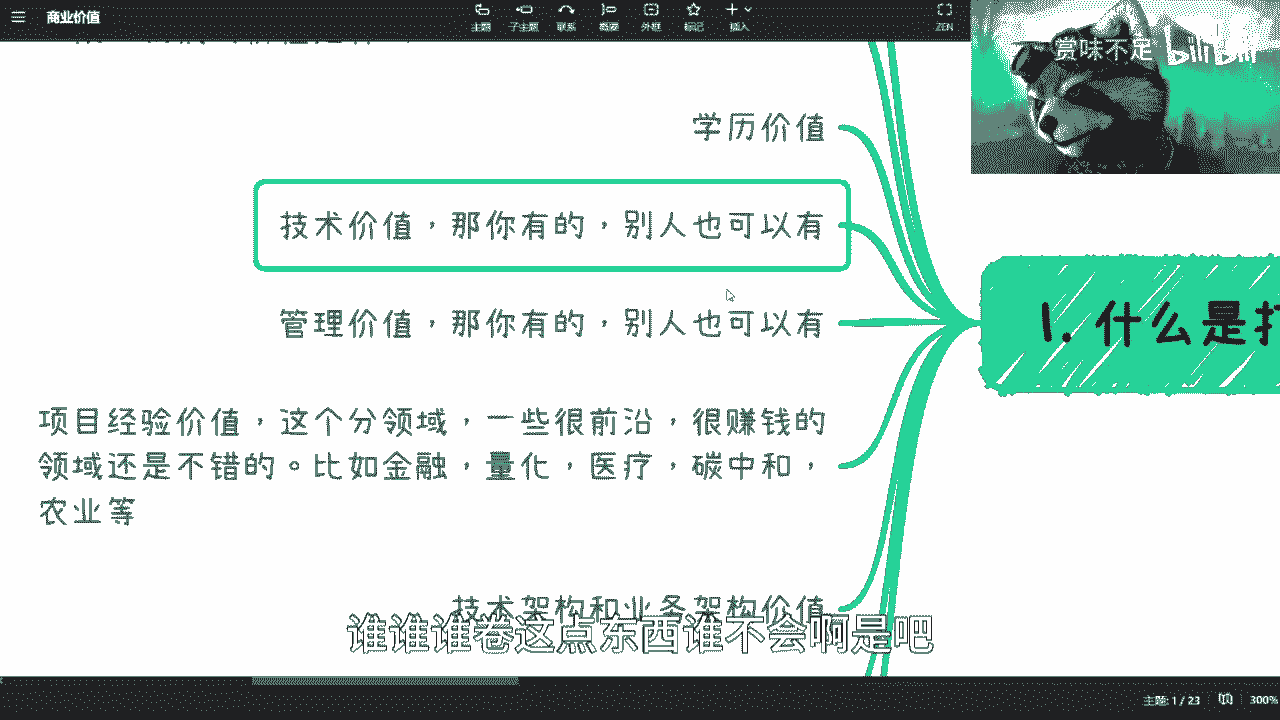 商业价值
主题
子主题
联系
概要
外框
标记
插入
ZEN
赏味不足 bilibili
学历价值
技术价值，那你有的，别人也可以有
管理价值，那你有的，别人也可以有
1. 什么是打
项目经验价值，这个分领域，一些很前沿，很赚钱的
领域还是不错的。比如金融，量化，医疗，碳中和，
农业等
技术架构和业务架构价值
谁谁谁卷这点东西谁不会啊是吧
主题: 1 / 23
300%